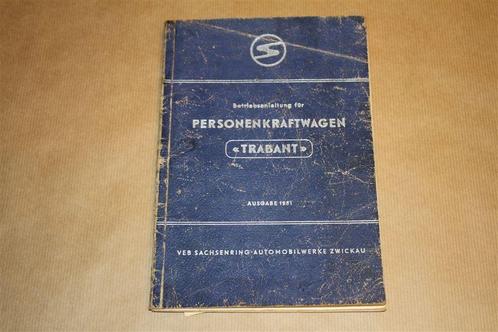 S
Betriebsanleitung für
PERSONENKRAFTWAGEN
«TRABANT»
AUSGABE 1961
VEB SACHSENRING-AUTOMOBILWERKE ZWICKAU